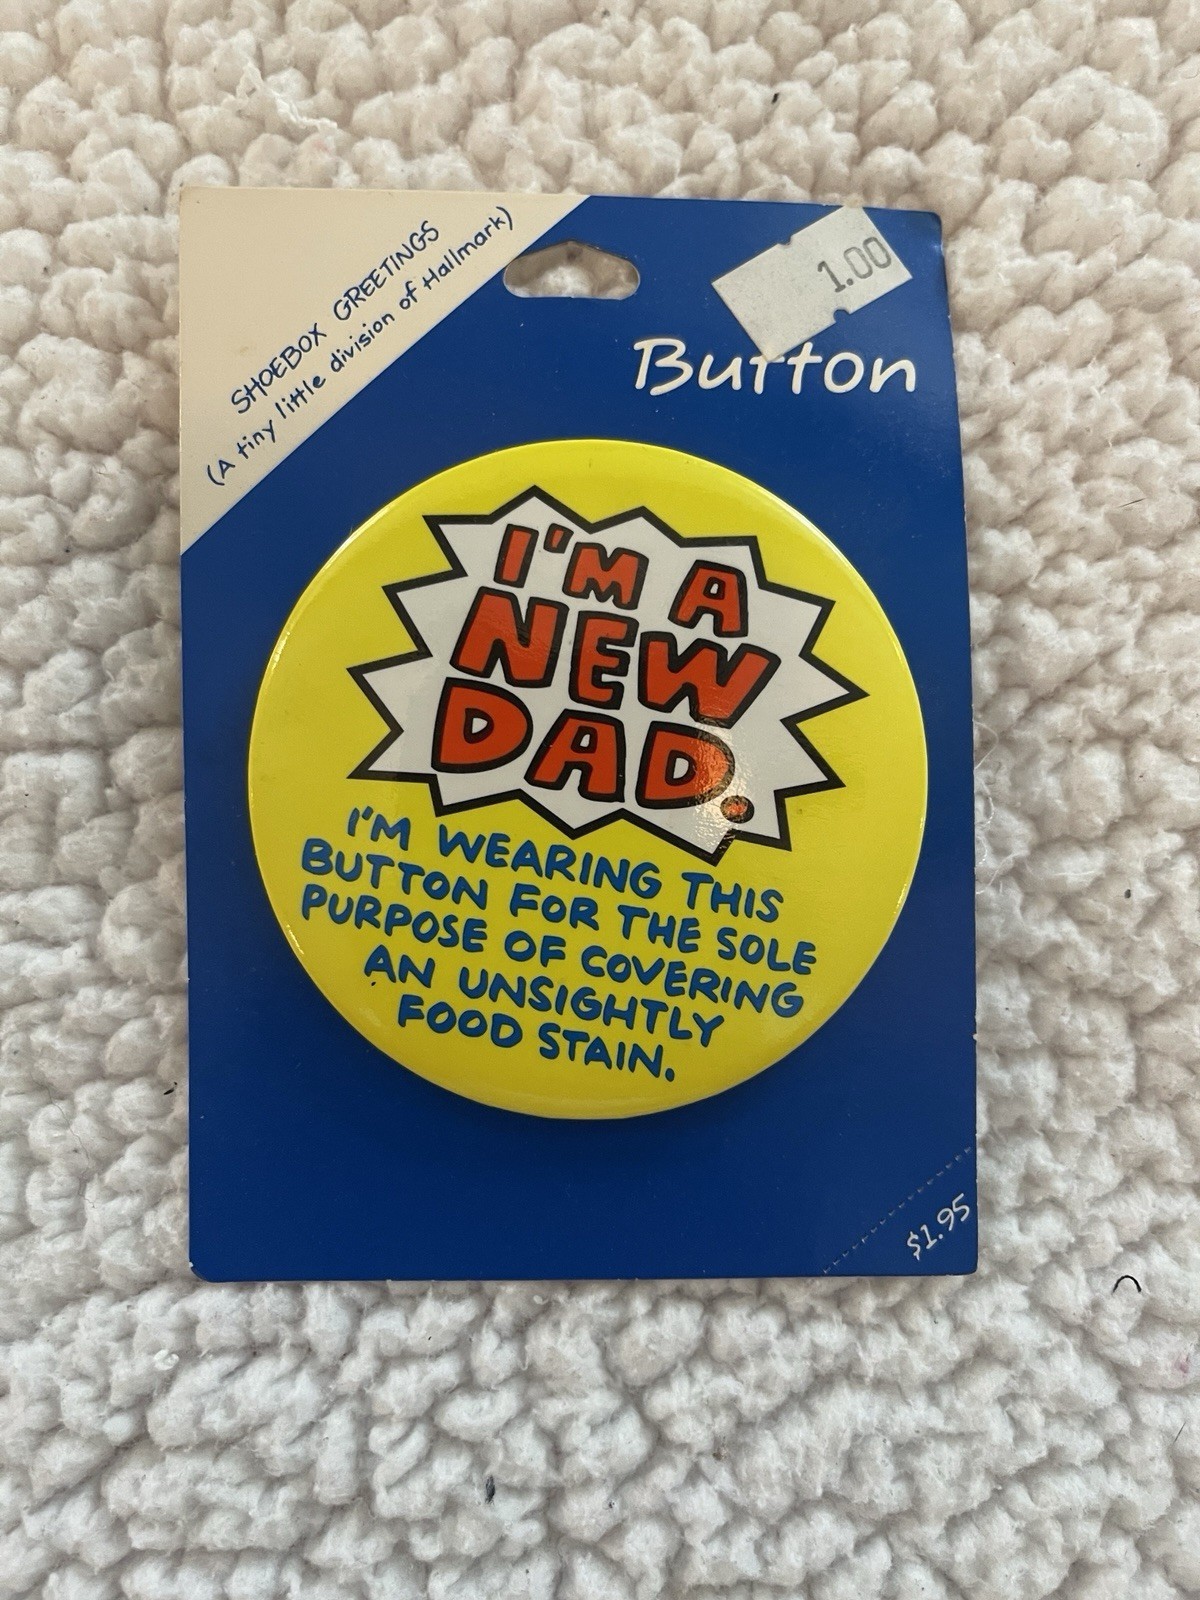 SHOEBOX GREETINGS
(A tiny little division of Hallmark)
1.00
Button
I'M A
NEW
DAD.
I'M WEARING THIS
BUTTON FOR THE SOLE
PURPOSE OF COVERING
AN UNSIGHTLY
FOOD STAIN.
$1.95